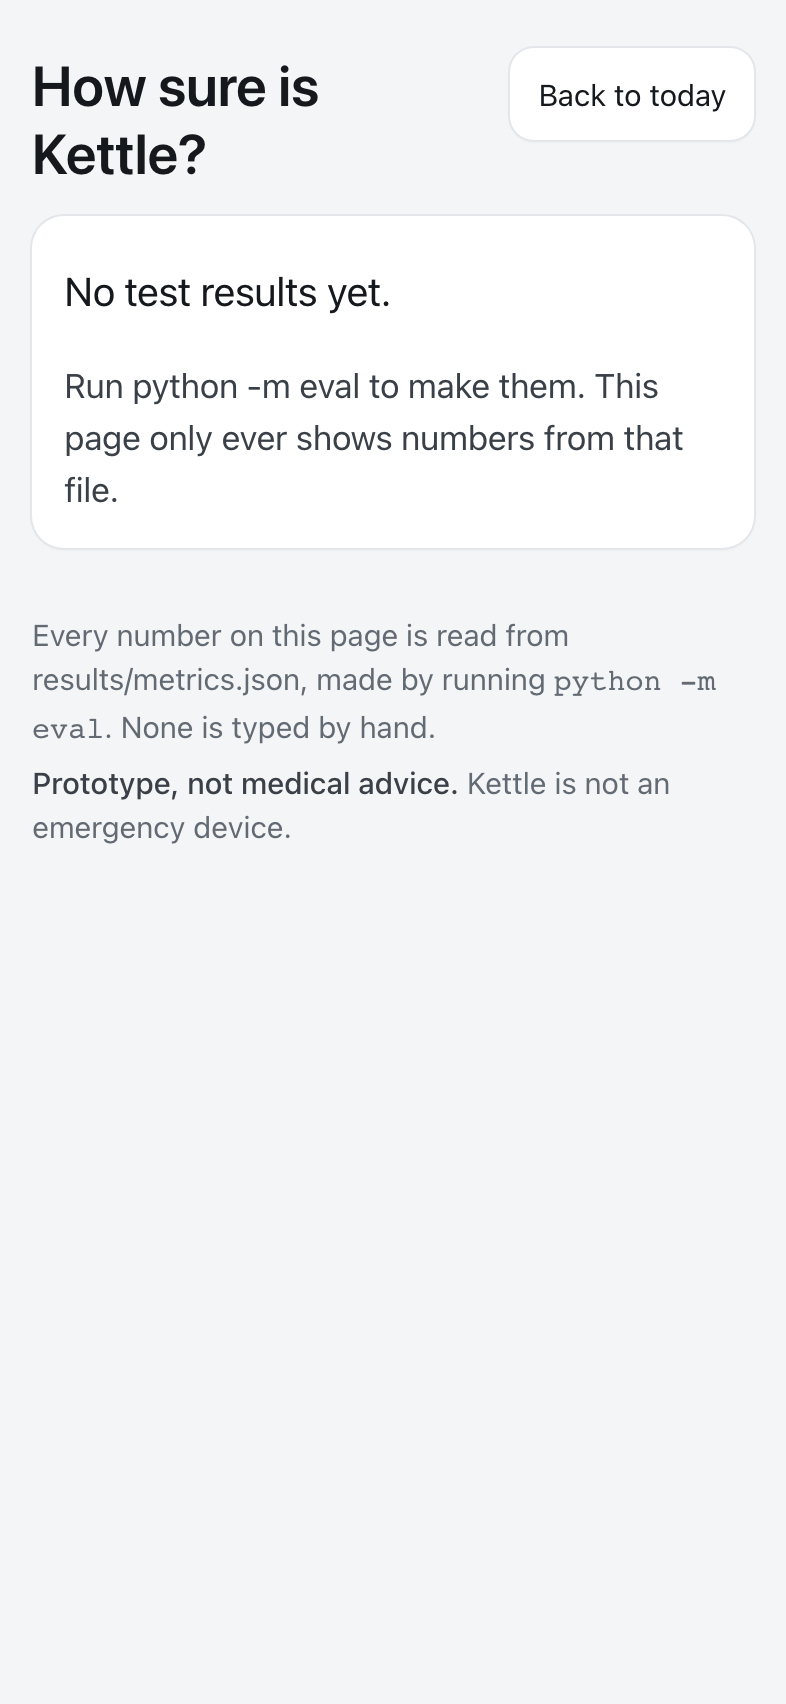 How sure is
Kettle?
Back to today
No test results yet.
Run python -m eval to make them. This
page only ever shows numbers from that
file.
Every number on this page is read from
results/metrics.json, made by running python -m
eval. None is typed by hand.
Prototype, not medical advice. Kettle is not an
emergency device.